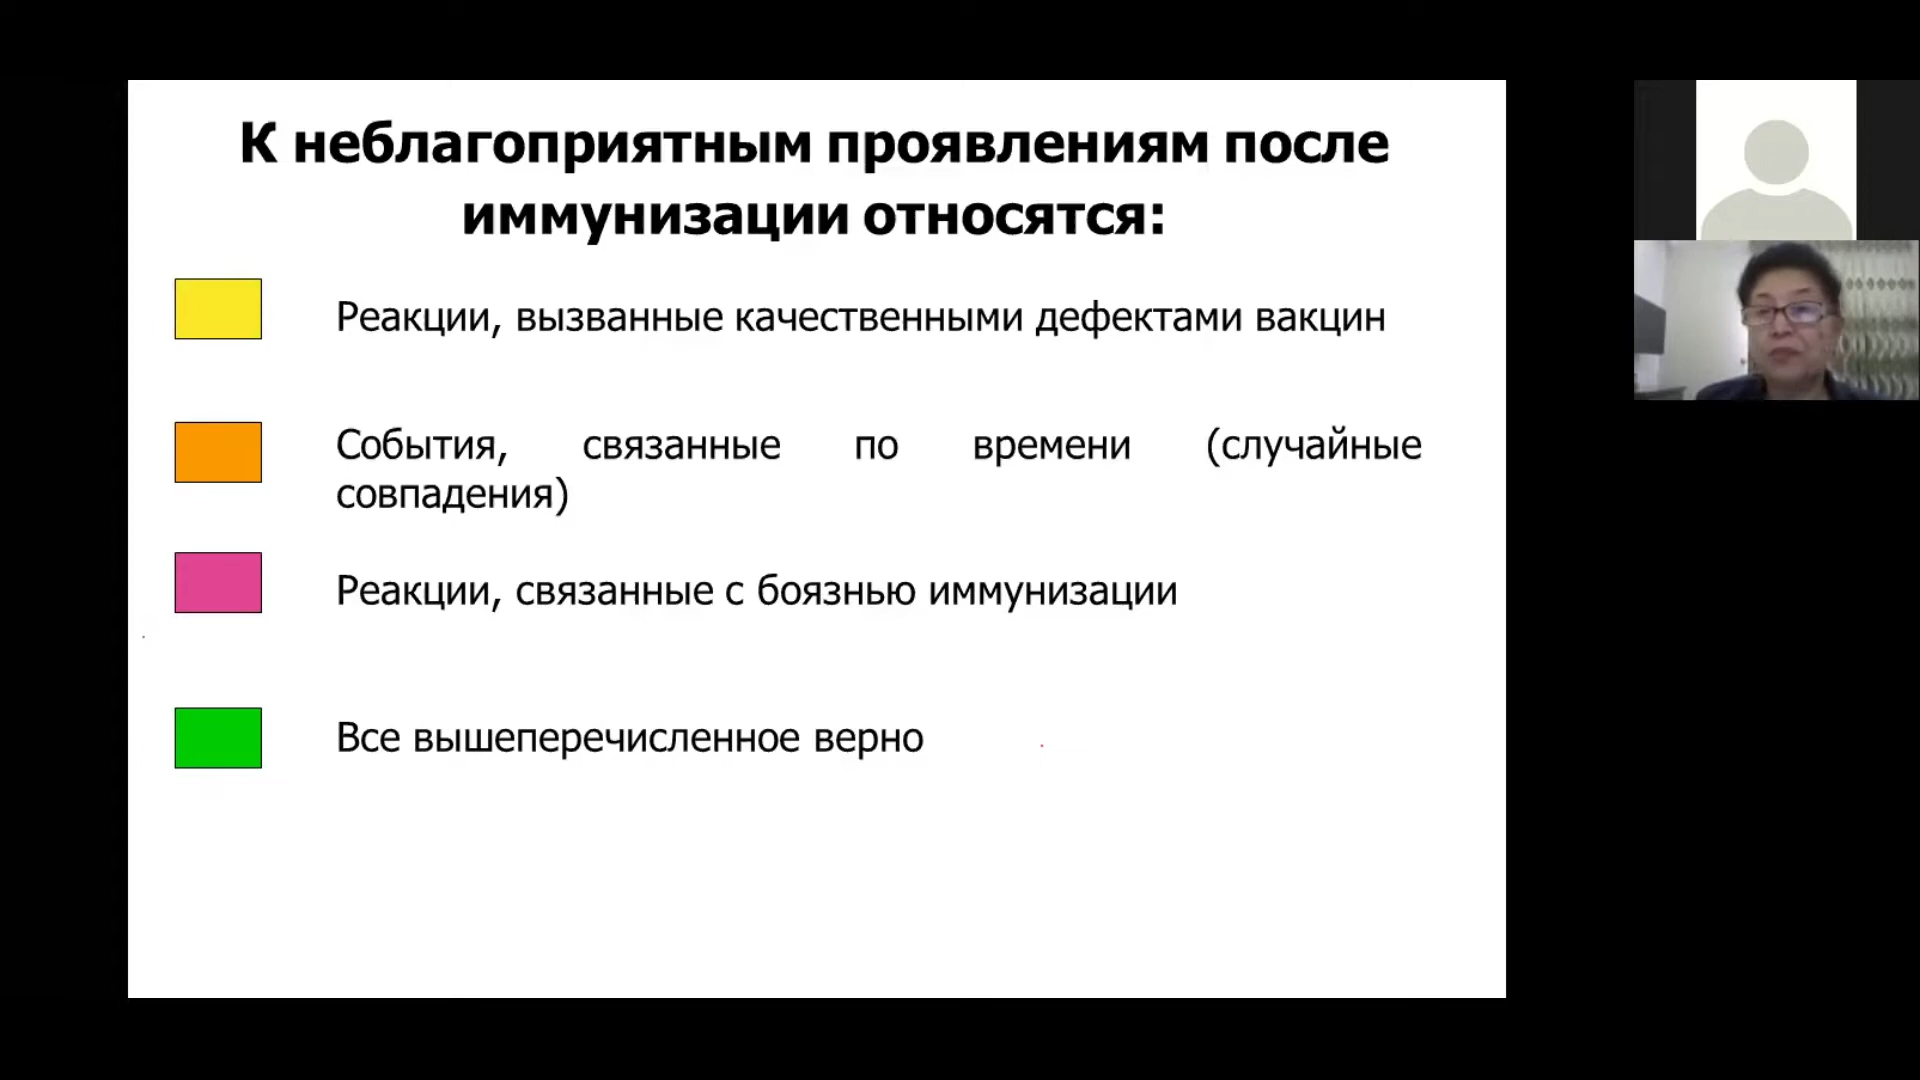 К неблагоприятным проявлениям после
иммунизации относятся:
Реакции, вызванные качественными дефектами вакцин
События, связанные по времени (случайные
совпадения)
Реакции, связанные с боязнью иммунизации
Все вышеперечисленное верно